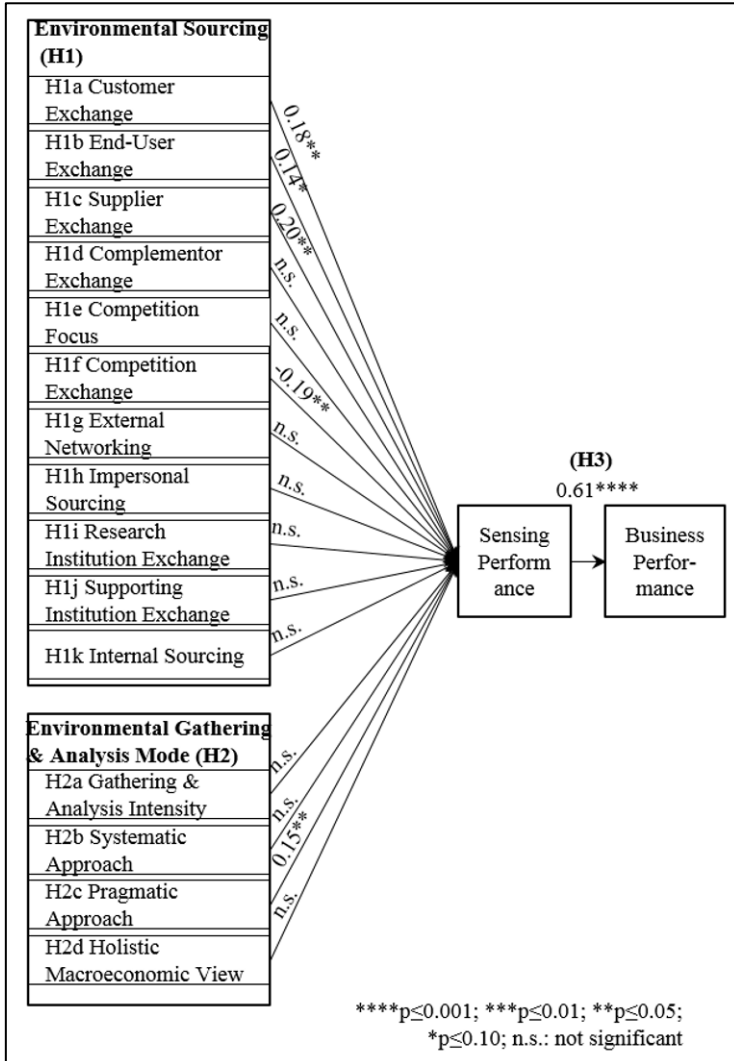 Environmental Sourcing
(H1)
H1a Customer
Exchange
H1b End-User
Exchange
H1c Supplier
Exchange
H1d Complementor
Exchange
H1e Competition
Focus
H1f Competition
Exchange
H1g External
Networking
H1h Impersonal
Sourcing
H1i Research
Institution Exchange
H1j Supporting
Institution Exchange
H1k Internal Sourcing
0.18**
0.14*
0.20**
n.s.
n.s.
-0.19**
n.s.
n.s.
n.s.
n.s.
n.s.
Environmental Gathering
& Analysis Mode (H2)
H2a Gathering &
Analysis Intensity
H2b Systematic
Approach
H2c Pragmatic
Approach
H2d Holistic
Macroeconomic View
n.s.
n.s.
0.15**
n.s.
Sensing
Perform
ance
(H3)
0.61****
Business
Perfor-
mance
****p≤0.001; ***p≤0.01; **p≤0.05;
*p≤0.10; n.s.: not significant